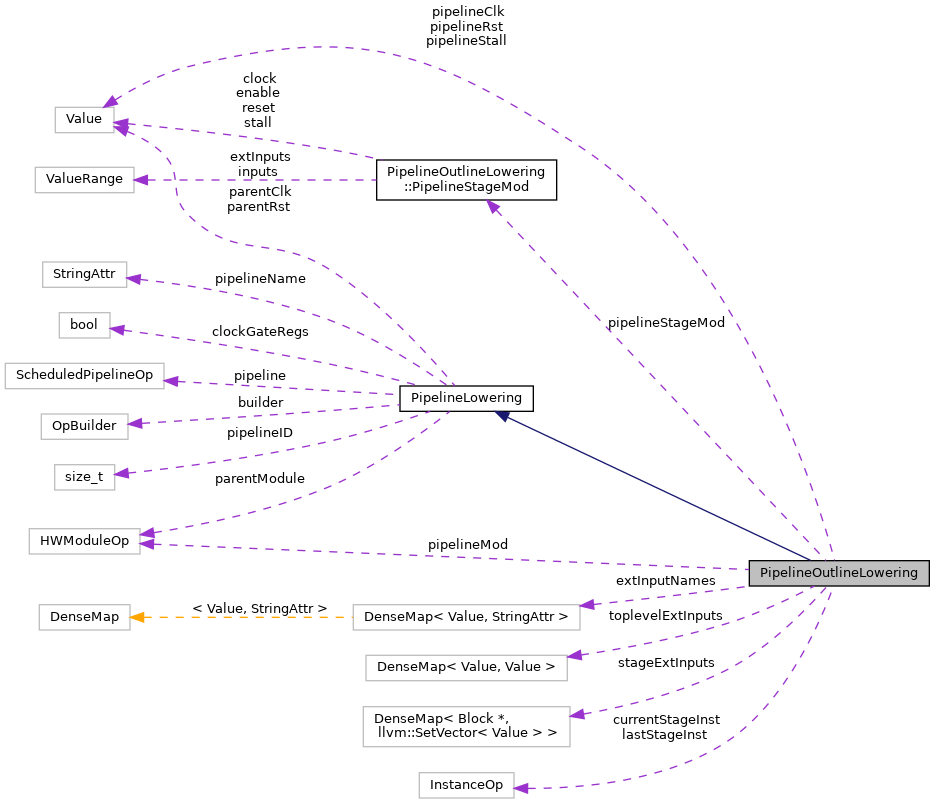 pipelineClk
pipelineRst
pipelineStall
clock
enable
reset
stall
Value
extInputs
inputs
PipelineOutlineLowering
::PipelineStageMod
ValueRange
parentClk
parentRst
StringAttr
pipelineName
bool
clockGateRegs
pipelineStageMod
ScheduledPipelineOp
pipeline
PipelineLowering
builder
OpBuilder
pipelineID
size_t
parentModule
HWModuleOp
pipelineMod
PipelineOutlineLowering
extInputNames
DenseMap
< Value, StringAttr >
DenseMap< Value, StringAttr >
toplevelExtInputs
DenseMap< Value, Value >
stageExtInputs
DenseMap< Block *,
llvm::SetVector< Value > >
currentStageInst
lastStageInst
InstanceOp